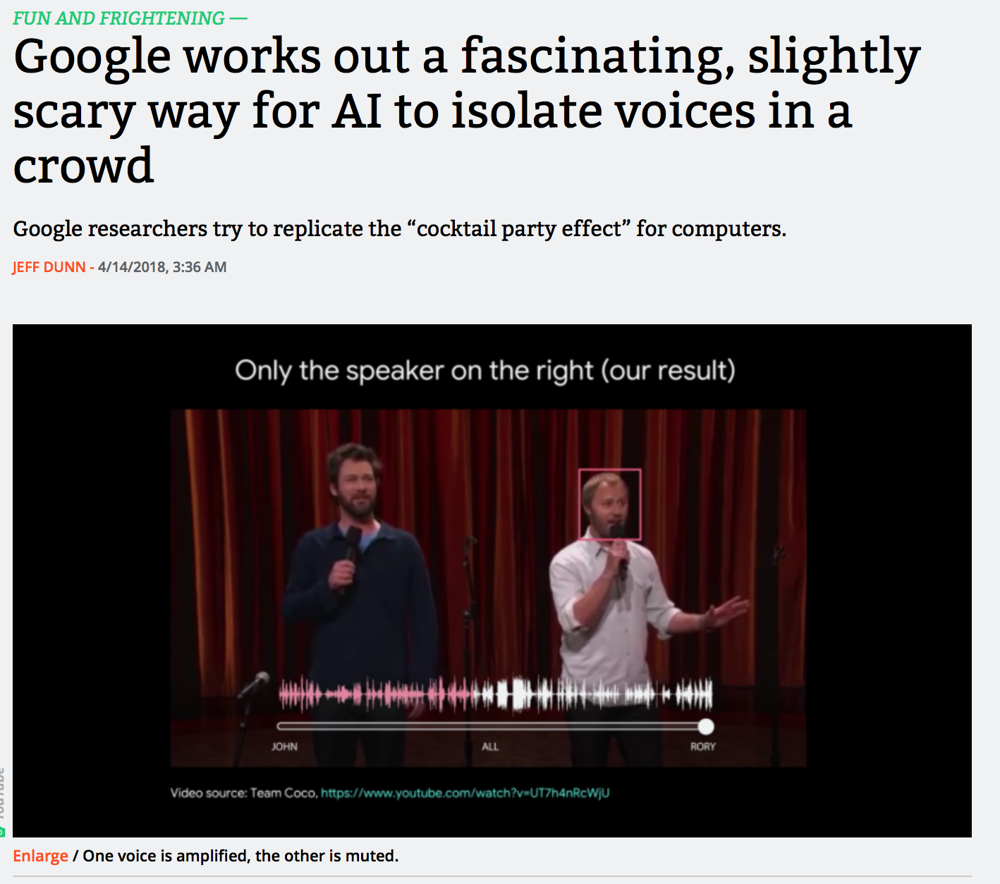 FUN AND FRIGHTENING —
Google works out a fascinating, slightly
scary way for AI to isolate voices in a
crowd
Google researchers try to replicate the “cocktail party effect” for computers.
JEFF DUNN - 4/14/2018, 3:36 AM
Only the speaker on the right (our result)
JOHN
ALL
RORY
Video source: Team Coco, https://www.youtube.com/watch?v=UT7h4nRcWjU
YouTube
Enlarge / One voice is amplified, the other is muted.